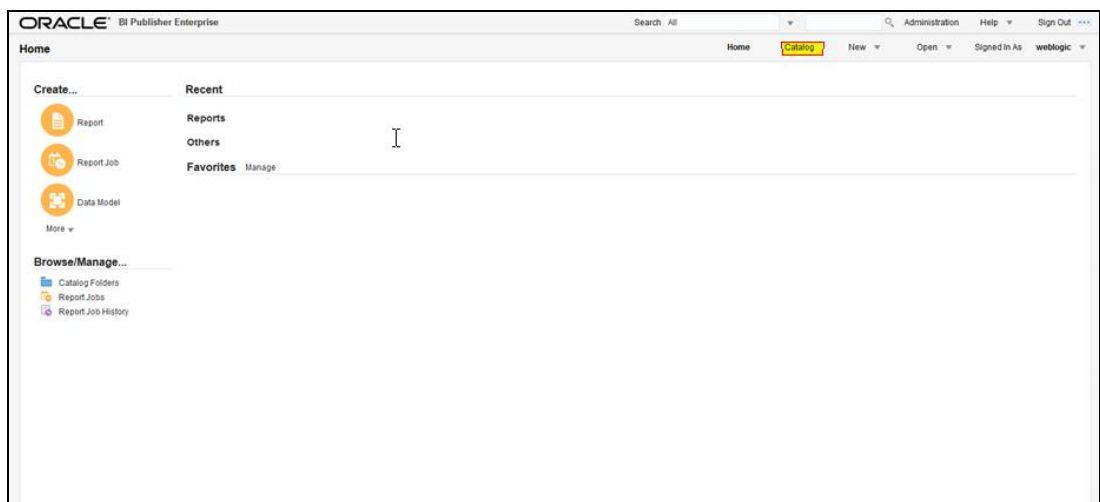 ORACLE BI Publisher Enterprise Search All Administration Help Sign Out
Home Home Catalog New Open Signed In As weblogic
Create...
Report
Report Job
Data Model
More
Browse/Manage...
Catalog Folders
Report Jobs
Report Job History
Recent
Reports
Others
Favorites Manage